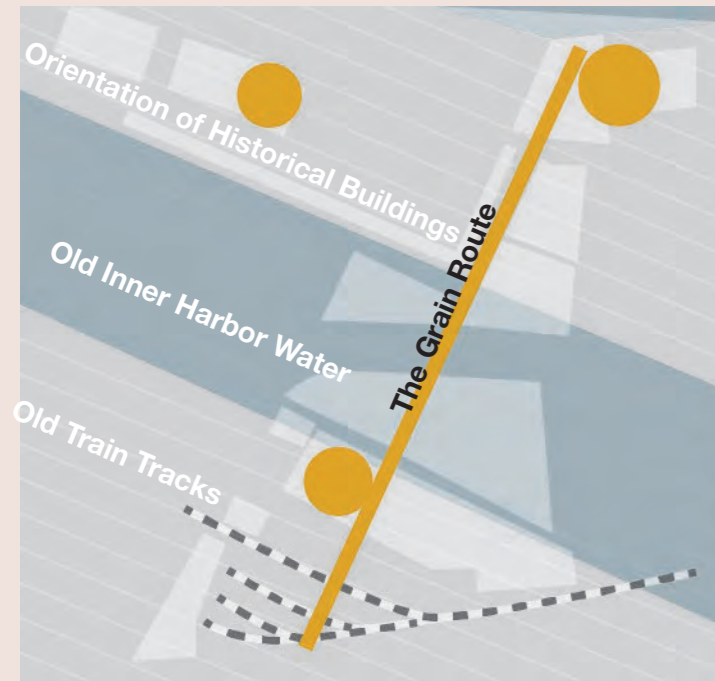 Orientation of Historical Buildings
Old Inner Harbor Water
The Grain Route
Old Train Tracks